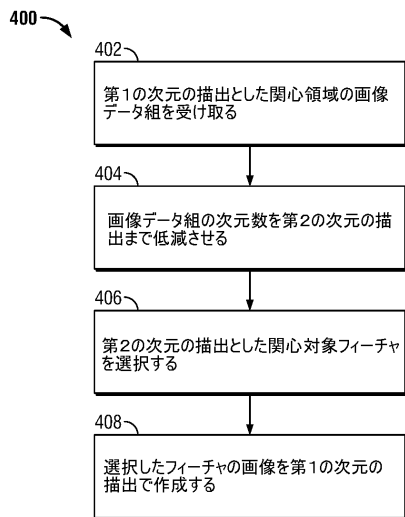 400
402
第1の次元の描出とした関心領域の画像
データ組を受け取る
404
画像データ組の次元数を第2の次元の描
出まで低減させる
406
第2の次元の描出とした関心対象フィーチャ
を選択する
408
選択したフィーチャの画像を第1の次元の
描出で作成する